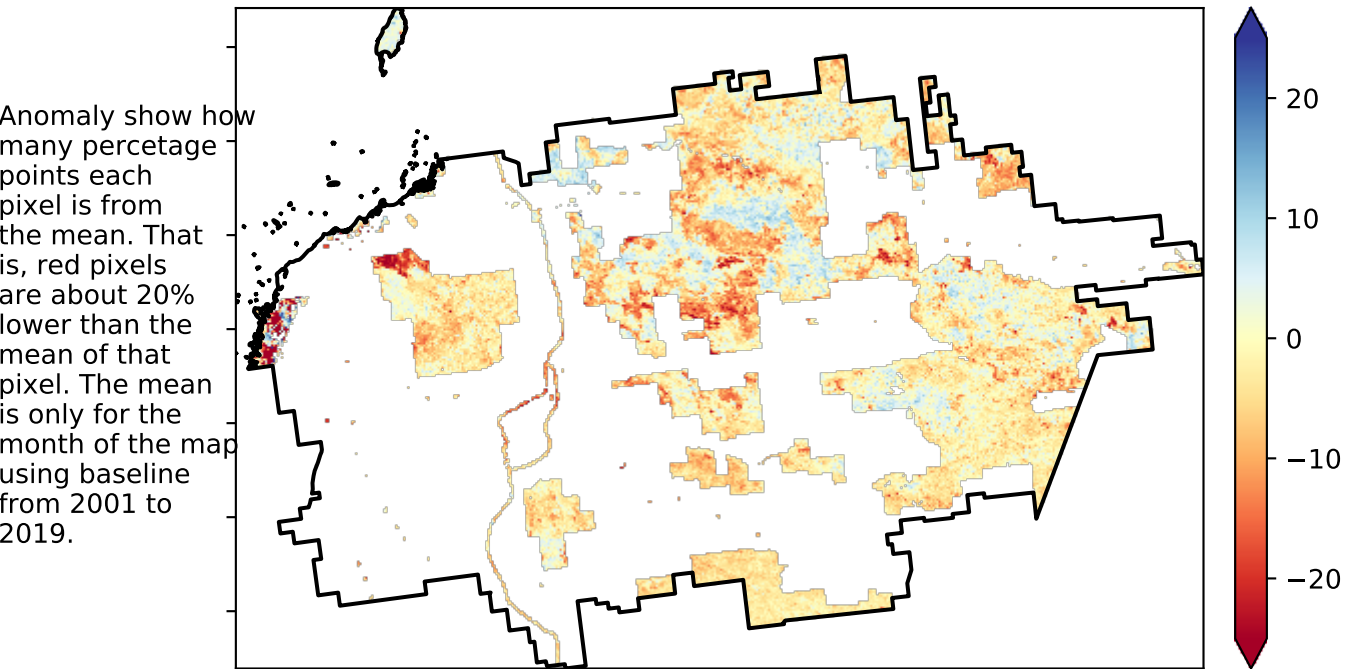 Anomaly show how
many percetage
points each
pixel is from
the mean. That
is, red pixels
are about 20%
lower than the
mean of that
pixel. The mean
is only for the
month of the map
using baseline
from 2001 to
2019.
20
10
0
−10
−20